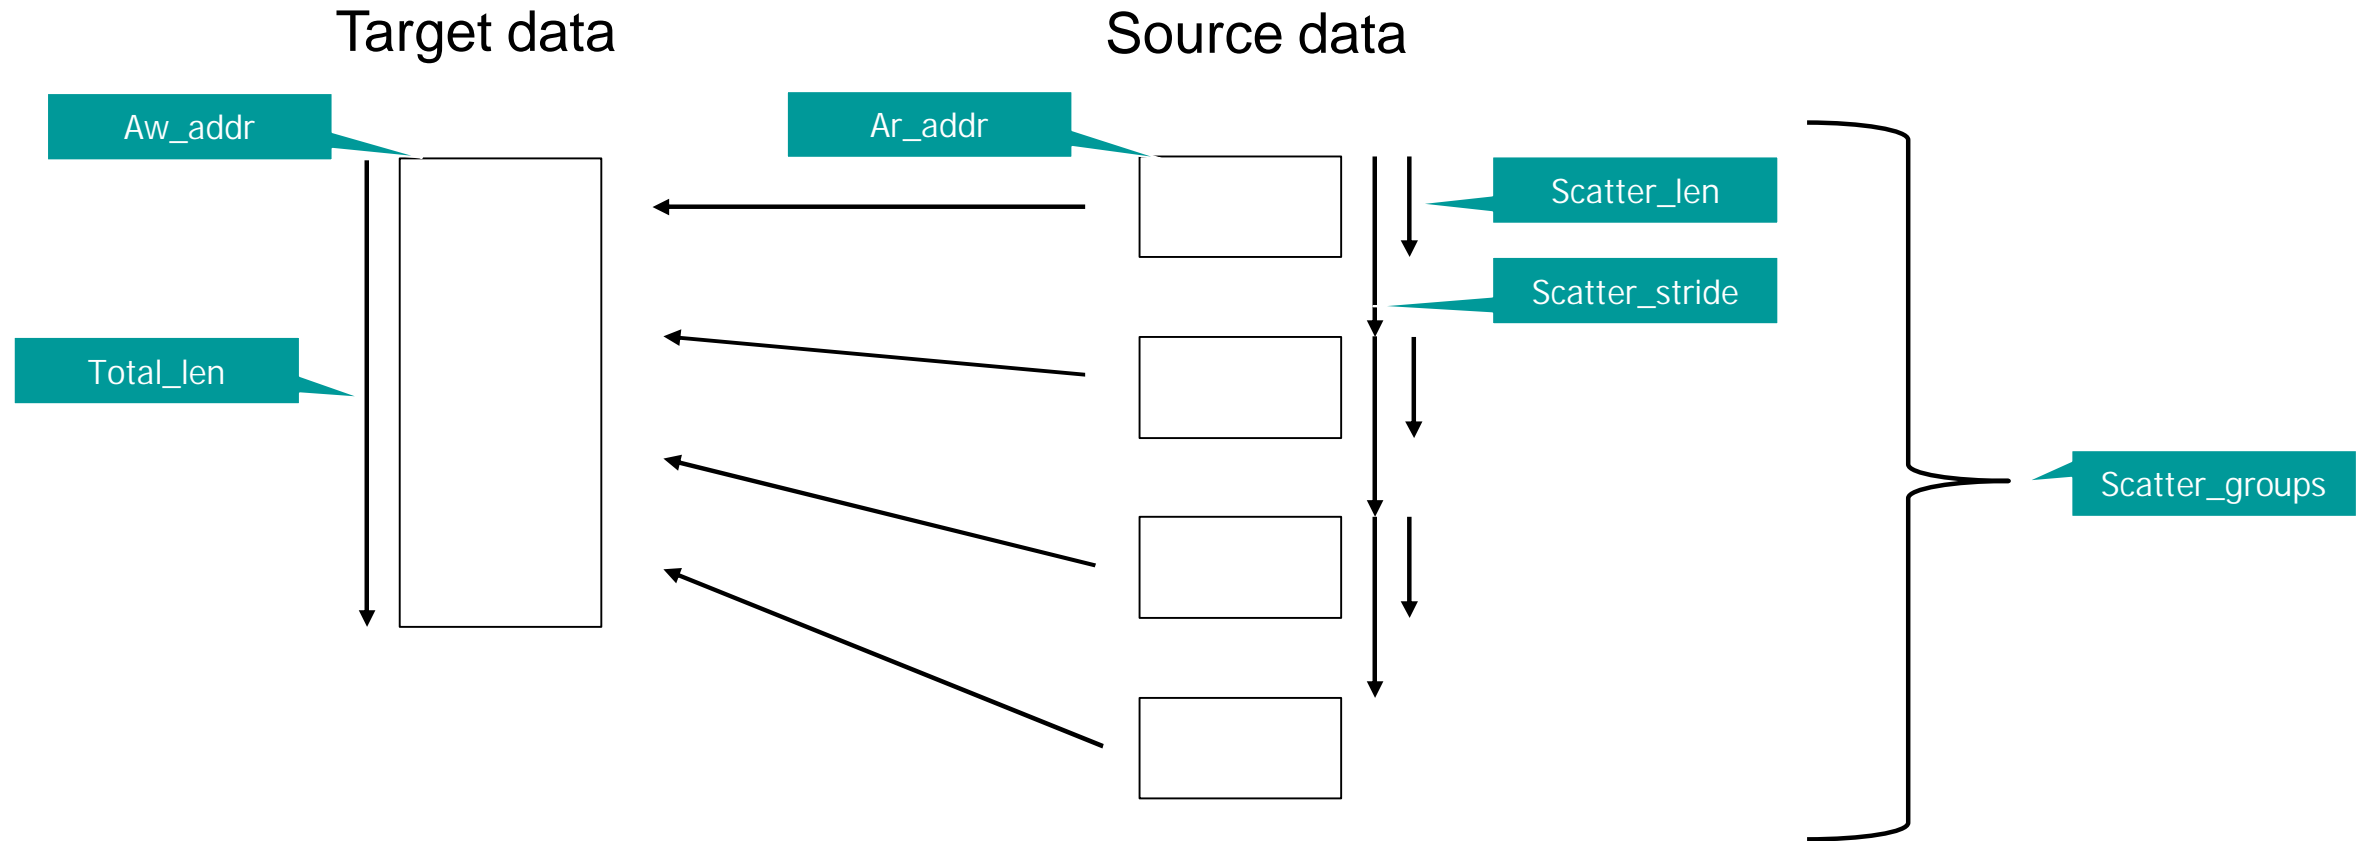 Target data
Source data
Aw_addr
Ar_addr
Scatter_len
Scatter_stride
Total_len
Scatter_groups